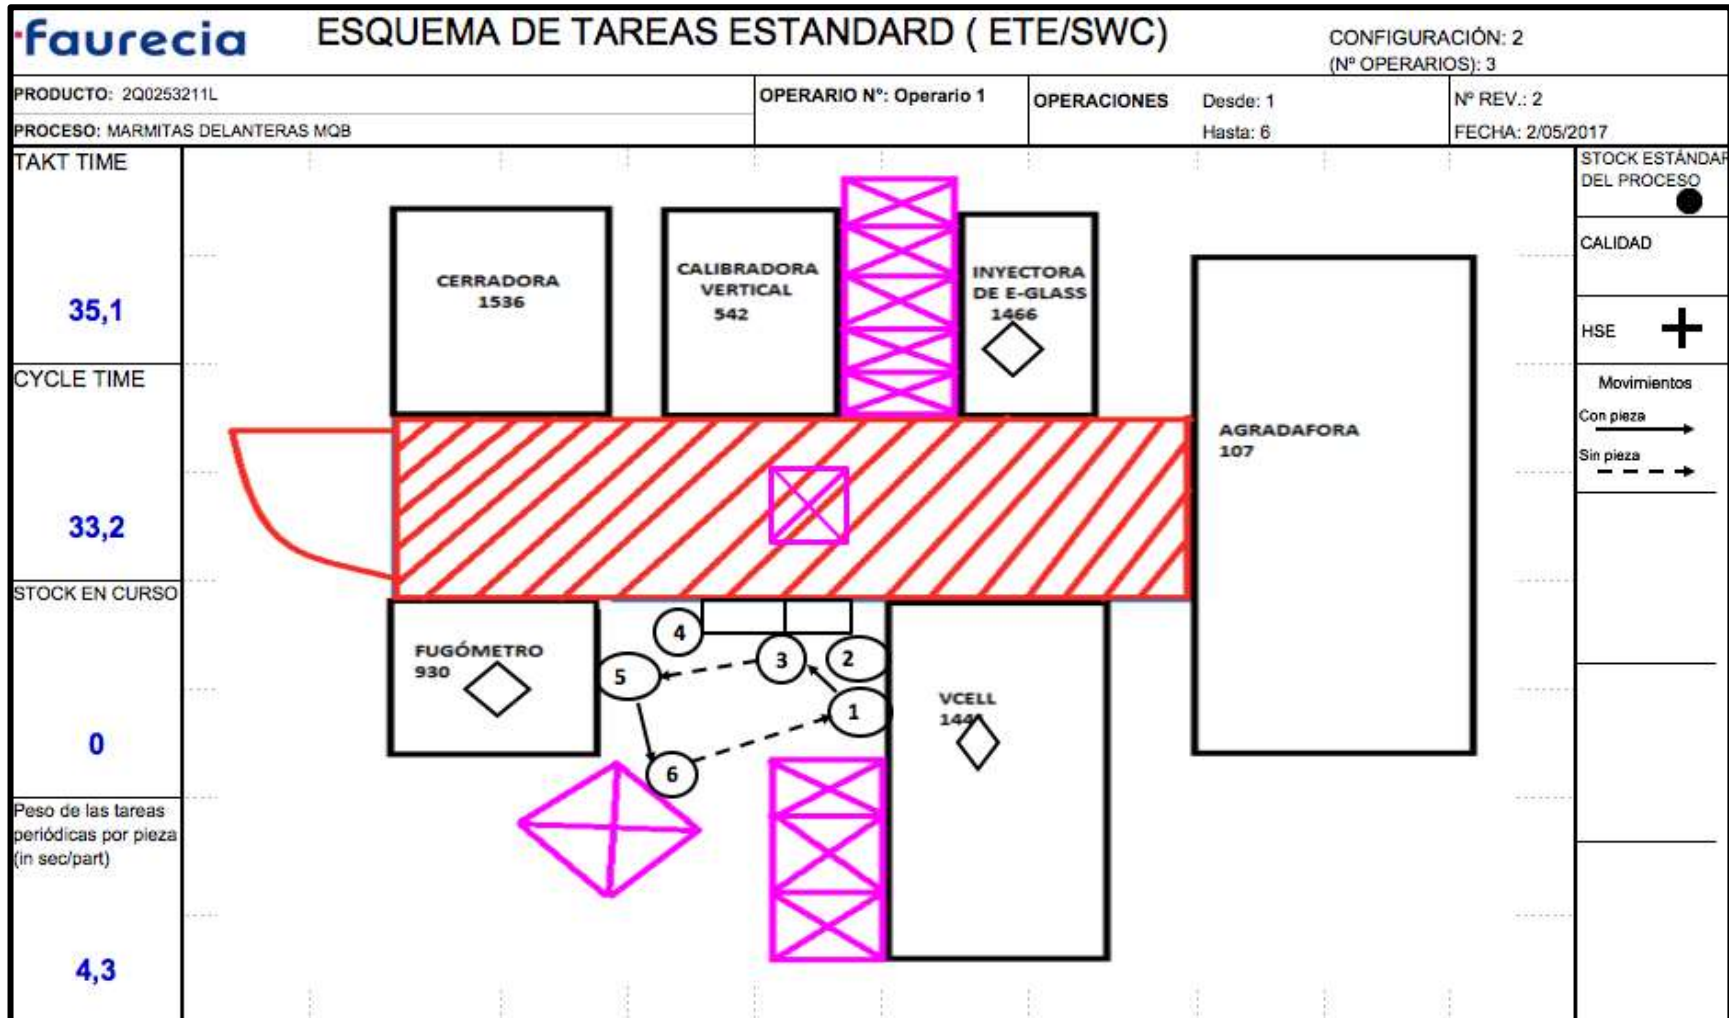 faurecia
ESQUEMA DE TAREAS ESTANDARD ( ETE/SWC)
CONFIGURACIÓN: 2
(Nº OPERARIOS): 3
PRODUCTO: 2Q0253211L
OPERARIO Nº: Operario 1
OPERACIONES
Desde: 1
Nº REV.: 2
PROCESO: MARMITAS DELANTERAS MQB
Hasta: 6
FECHA: 2/05/2017
TAKT TIME
35,1
CYCLE TIME
33,2
STOCK EN CURSO
0
Peso de las tareas
periódicas por pieza
(in sec/part)
4,3
CERRADORA
1536
CALIBRADORA
VERTICAL
542
INYECTORA
DE E-GLASS
1466
AGRADAFORA
107
FUGÓMETRO
930
4
3
2
5
1
6
VCELL
STOCK ESTÁNDAR
DEL PROCESO
CALIDAD
HSE
Movimientos
Con pieza
Sin pieza